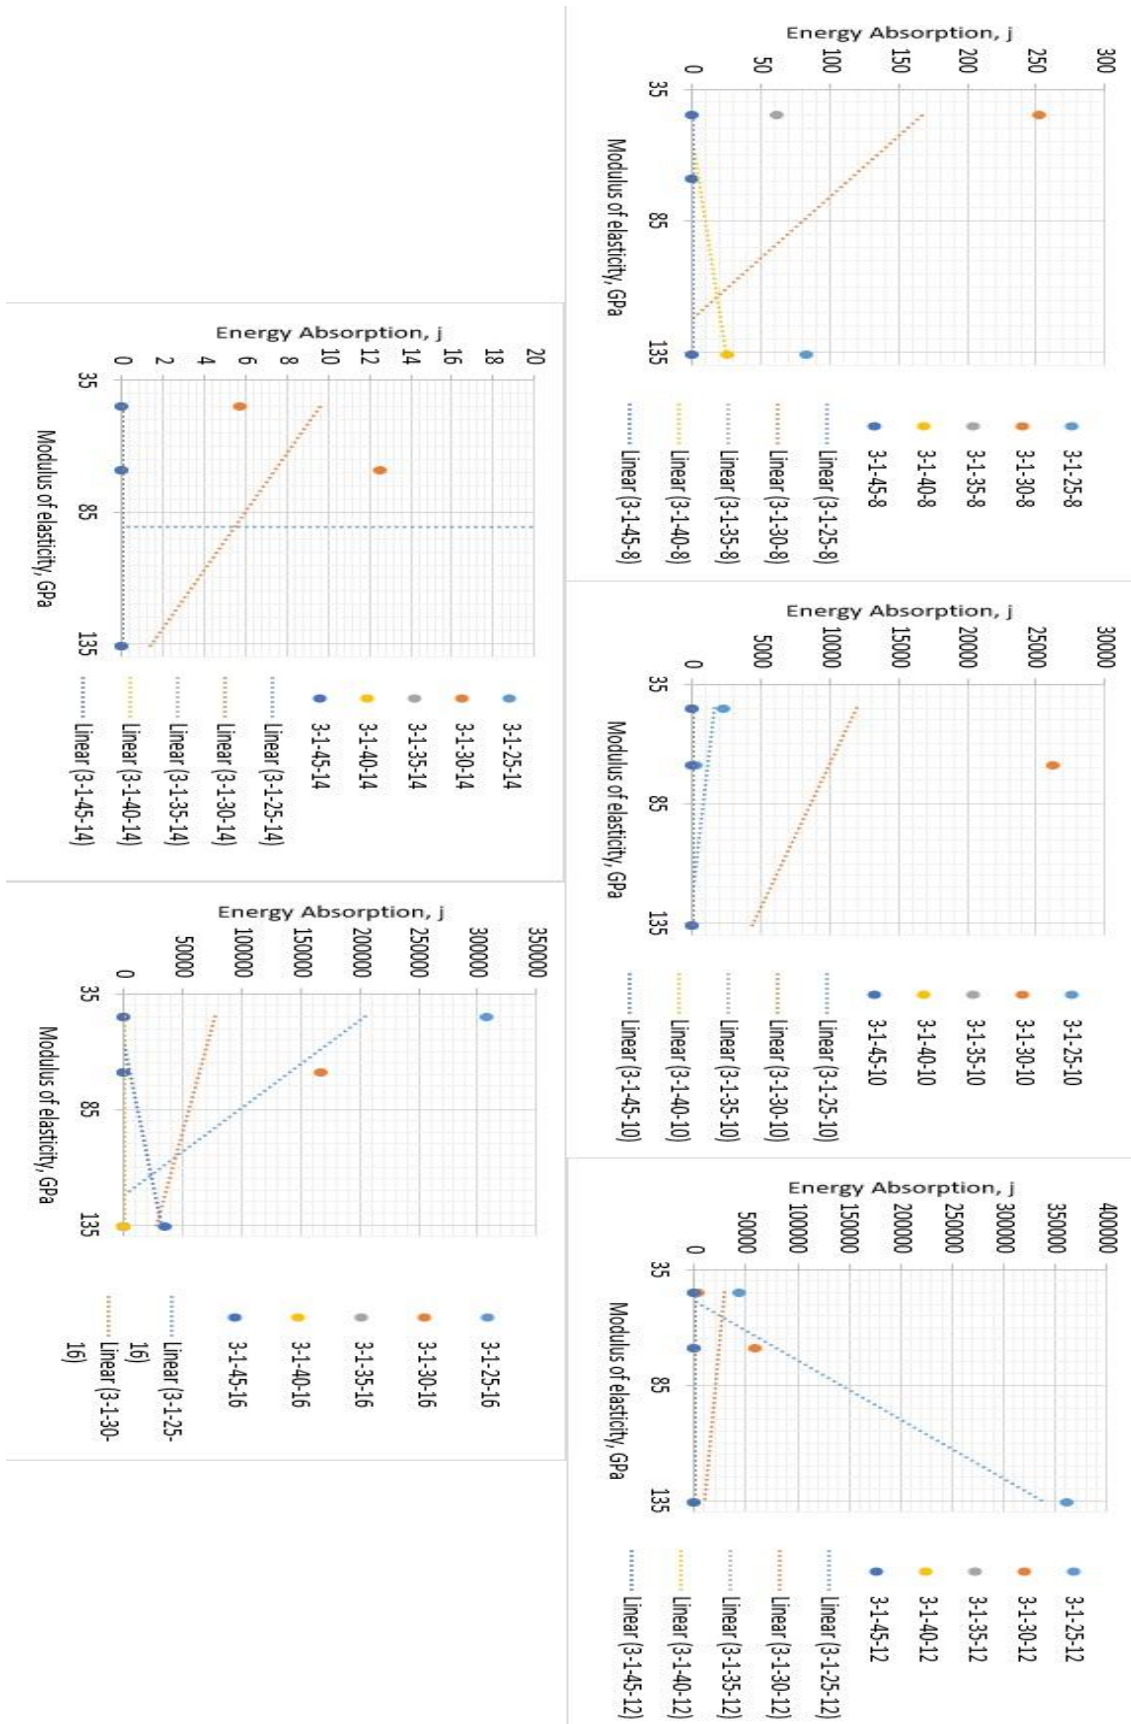 Energy Absorption, j
300
250
200
150
100
50
0
35
85
135
Modulus of elasticity, GPa
3-1-25-8
3-1-30-8
3-1-35-8
3-1-40-8
3-1-45-8
Linear (3-1-25-8)
Linear (3-1-30-8)
Linear (3-1-35-8)
Linear (3-1-40-8)
Linear (3-1-45-8)
Energy Absorption, j
30000
25000
20000
15000
10000
5000
0
35
85
135
Modulus of elasticity, GPa
3-1-25-10
3-1-30-10
3-1-35-10
3-1-40-10
3-1-45-10
Linear (3-1-25-10)
Linear (3-1-30-10)
Linear (3-1-35-10)
Linear (3-1-40-10)
Linear (3-1-45-10)
Energy Absorption, j
400000
350000
300000
250000
200000
150000
100000
50000
0
35
85
135
Modulus of elasticity, GPa
3-1-25-12
3-1-30-12
3-1-35-12
3-1-40-12
3-1-45-12
Linear (3-1-25-12)
Linear (3-1-30-12)
Linear (3-1-35-12)
Linear (3-1-40-12)
Linear (3-1-45-12)
Energy Absorption, j
20
18
16
14
12
10
8
6
4
2
0
35
85
135
Modulus of elasticity, GPa
3-1-25-14
3-1-30-14
3-1-35-14
3-1-40-14
3-1-45-14
Linear (3-1-25-14)
Linear (3-1-30-14)
Linear (3-1-35-14)
Linear (3-1-40-14)
Linear (3-1-45-14)
Energy Absorption, j
350000
300000
250000
200000
150000
100000
50000
0
35
85
135
Modulus of elasticity, GPa
3-1-25-16
3-1-30-16
3-1-35-16
3-1-40-16
3-1-45-16
Linear (3-1-25-
16)
Linear (3-1-30-
16)